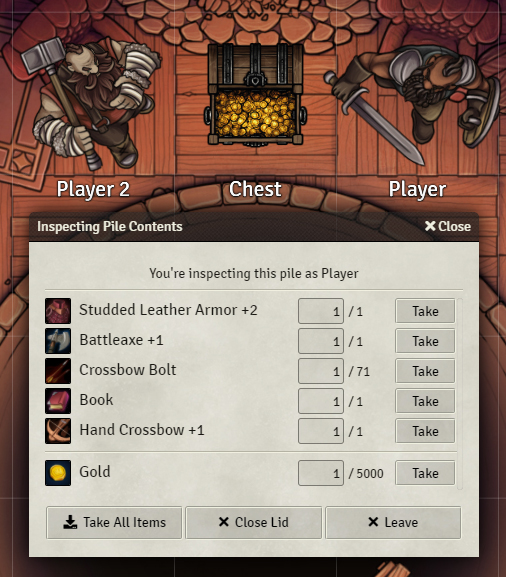 Player 2 Chest Player
Inspecting Pile Contents Close
You're inspecting this pile as Player
Studded Leather Armor +2 1 / 1 Take
Battleaxe +1 1 / 1 Take
Crossbow Bolt 1 / 71 Take
Book 1 / 1 Take
Hand Crossbow +1 1 / 1 Take
Gold 1 / 5000 Take
Take All Items Close Lid Leave